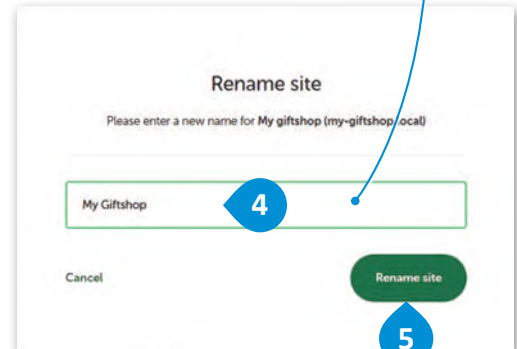 Rename site
Please enter a new name for My giftshop (my-giftshop.local)
My Giftshop
4
Cancel
Rename site
5